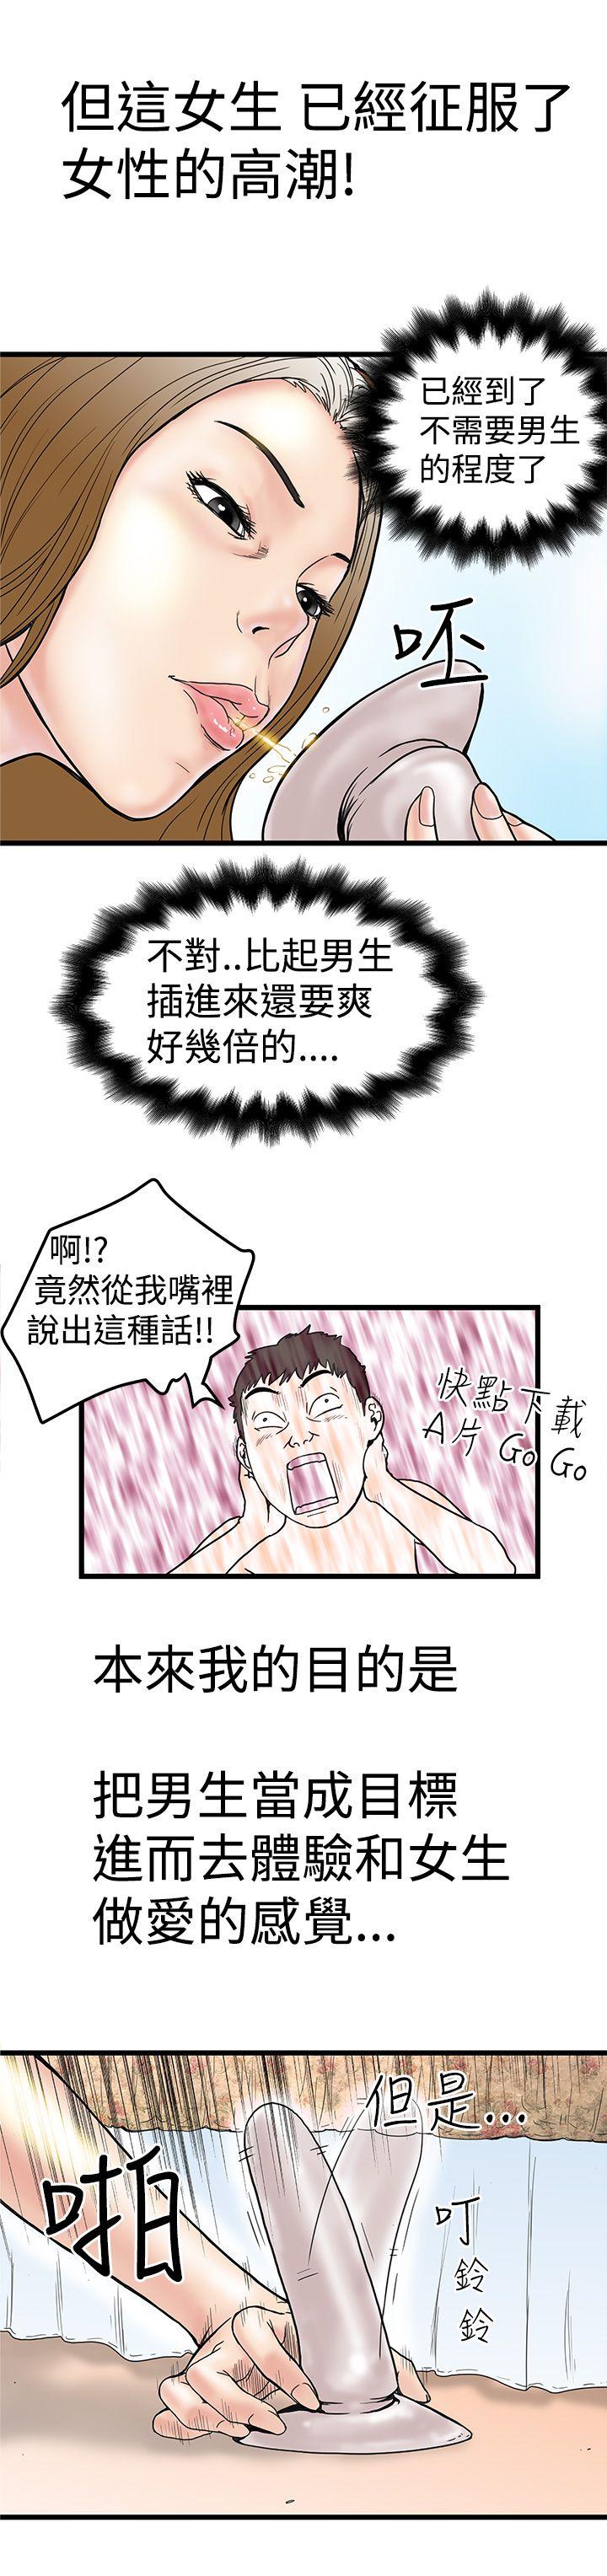 但這女生 已經征服了
女性的高潮!
已經到了
不需要男生
的程度了
呸
不對..比起男生
插進來還要爽
好幾倍的....
啊!?
竟然從我嘴裡
說出這種話!!
快點下載
A片 Go Go
本來我的目的是
把男生當成目標
進而去體驗和女生
做愛的感覺...
但是...
啪
叮
鈴
鈴